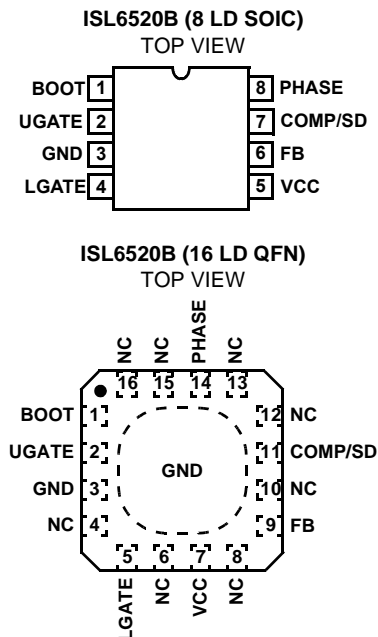 ISL6520B (8 LD SOIC)
TOP VIEW
BOOT 1 8 PHASE
UGATE 2 7 COMP/SD
GND 3 6 FB
LGATE 4 5 VCC
ISL6520B (16 LD QFN)
TOP VIEW
NC NC PHASE NC
16 15 14 13
BOOT 1 12 NC
UGATE 2 11 COMP/SD
GND
GND 3 10 NC
NC 4 9 FB
5 6 7 8
LGATE NC VCC NC